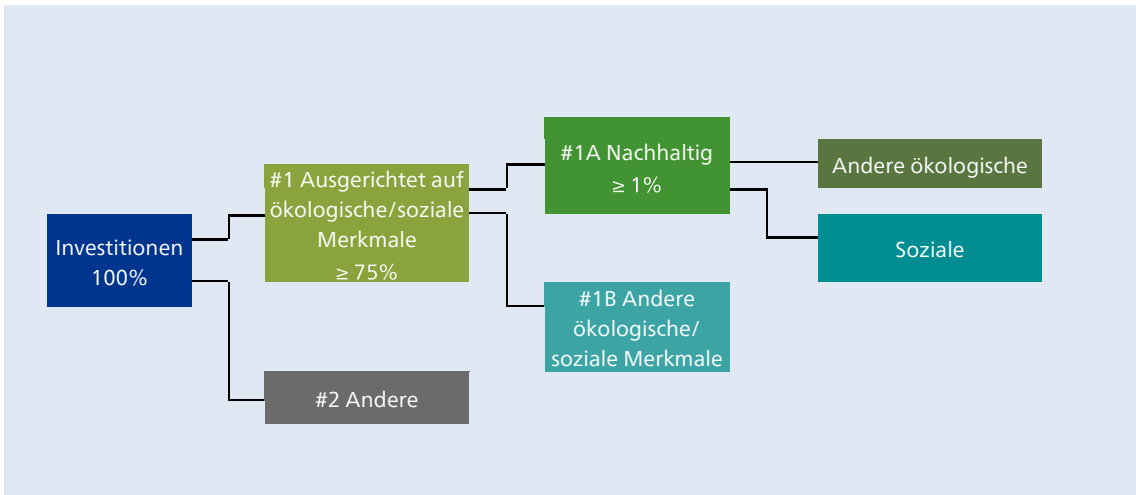 Investitionen
100%
#1 Ausgerichtet auf
ökologische/soziale
Merkmale
≥ 75%
#2 Andere
#1A Nachhaltig
≥ 1%
#1B Andere
ökologische/
soziale Merkmale
Andere ökologische
Soziale